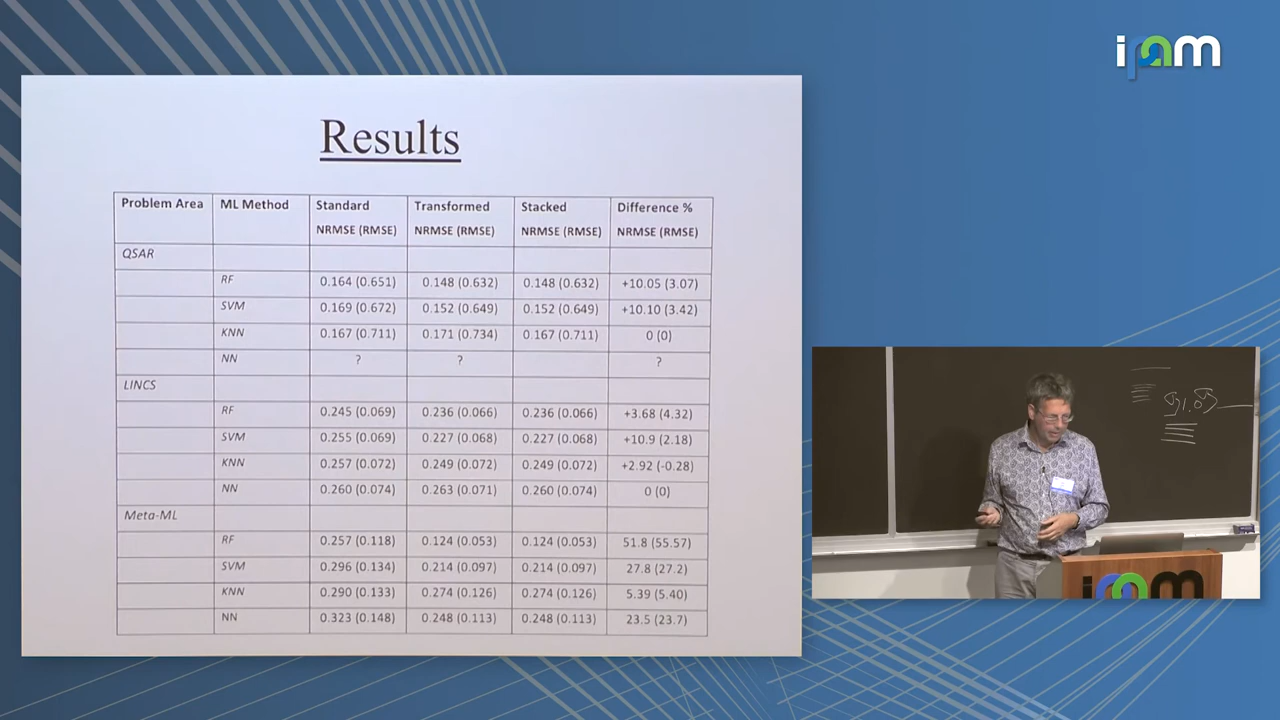 ipam
Results
Problem Area ML Method Standard Transformed Stacked Difference %
NRMSE (RMSE) NRMSE (RMSE) NRMSE (RMSE) NRMSE (RMSE)
QSAR
RF 0.164 (0.651) 0.148 (0.632) 0.148 (0.632) +10.05 (3.07)
SVM 0.169 (0.672) 0.152 (0.649) 0.152 (0.649) +10.10 (3.42)
KNN 0.167 (0.711) 0.171 (0.734) 0.167 (0.711) 0 (0)
NN ? ? ?
LINCS
RF 0.245 (0.069) 0.236 (0.066) 0.236 (0.066) +3.68 (4.32)
SVM 0.255 (0.069) 0.227 (0.068) 0.227 (0.068) +10.9 (2.18)
KNN 0.257 (0.072) 0.249 (0.072) 0.249 (0.072) +2.92 (-0.28)
NN 0.260 (0.074) 0.263 (0.071) 0.260 (0.074) 0 (0)
Meta-ML
RF 0.257 (0.118) 0.124 (0.053) 0.124 (0.053) 51.8 (55.57)
SVM 0.296 (0.134) 0.214 (0.097) 0.214 (0.097) 27.8 (27.2)
KNN 0.290 (0.133) 0.274 (0.126) 0.274 (0.126) 5.39 (5.40)
NN 0.323 (0.148) 0.248 (0.113) 0.248 (0.113) 23.5 (23.7)
ipam